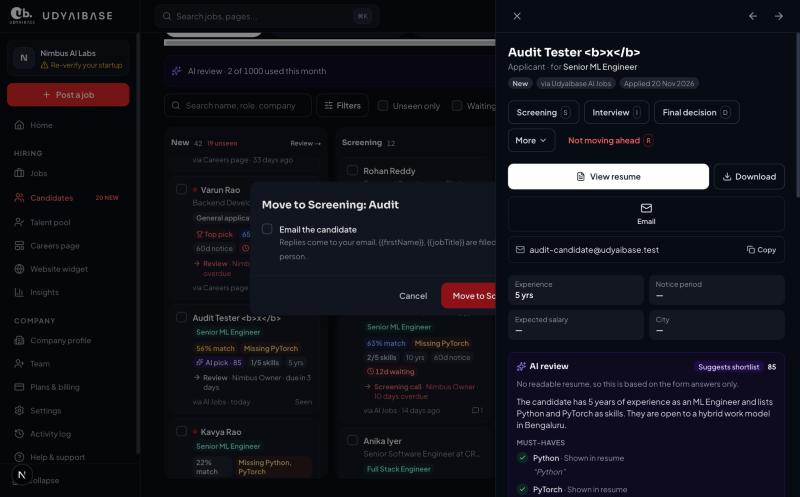 UDYAIBASE
UDYAIBASE
Search jobs, pages...
⌘K
N
Nimbus AI Labs
Re-verify your startup
+ Post a job
Home
HIRING
Jobs
Candidates
20 NEW
Talent pool
Careers page
Website widget
Insights
COMPANY
Company profile
Team
Plans & billing
Settings
Activity log
Help & support
N
AI review · 2 of 1000 used this month
Search name, role, company
Filters
Unseen only
Waiting
New 42 19 unseen
Review →
via Careers page · 33 days ago
Varun Rao
General applica
Top pick
60d notice
→ Review · Nimb
overdue
via Careers page
Audit Tester <b>x</b>
Senior ML Engineer
56% match
Missing PyTorch
AI pick · 85
1/5 skills
5 yrs
→ Review · Nimbus Owner · due in 3
days
via AI Jobs · today
Seen
Kavya Rao
Senior ML Engineer
22%
match
Missing Python,
PyTorch
Screening 12
Rohan Reddy
Senior ML Engineer
63% match
Missing PyTorch
2/5 skills
10 yrs
60d notice
12d waiting
→ Screening call · Nimbus Owner ·
10 days overdue
via AI Jobs · 14 days ago
1
Anika Iyer
Senior Software Engineer at CR...
Full Stack Engineer
Move to Screening: Audit
Email the candidate
Replies come to your email. {{firstName}}, {{jobTitle}} are filled
person.
Cancel
Move to Sc
Audit Tester <b>x</b>
Applicant · for Senior ML Engineer
New
via Udyaibase AI Jobs
Applied 20 Nov 2026
Screening S
Interview I
Final decision D
More
Not moving ahead R
View resume
Download
Email
audit-candidate@udyaibase.test
Copy
Experience
5 yrs
Notice period
—
Expected salary
—
City
—
AI review
Suggests shortlist 85
No readable resume, so this is based on the form answers only.
The candidate has 5 years of experience as an ML Engineer and lists
Python and PyTorch as skills. They are open to a hybrid work model
in Bengaluru.
MUST-HAVES
Python · Shown in resume
"Python"
PyTorch · Shown in resume